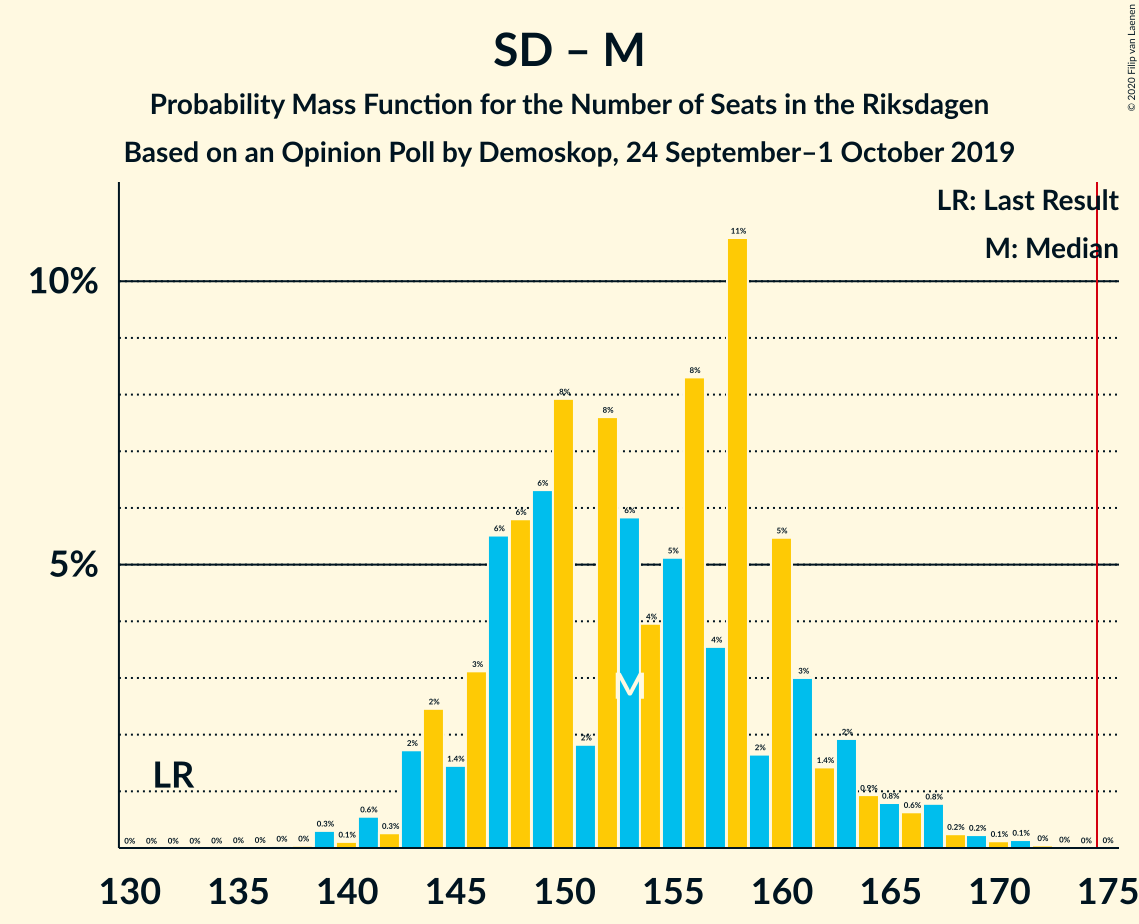 SD – M
Probability Mass Function for the Number of Seats in the Riksdagen
Based on an Opinion Poll by Demoskop, 24 September–1 October 2019
© 2020 Filip van Laenen
LR: Last Result
M: Median
10%
5%
0% 0% 0% 0% 0% 0% 0% 0% 0% 0.3% 0.1% 0.6% 0.3% 2% 2% 1.4% 3% 6% 6% 6% 8% 2% 8% 6% 4% 5% 8% 4% 11% 2% 5% 3% 1.4% 2% 0.9% 0.8% 0.6% 0.8% 0.2% 0.2% 0.1% 0.1% 0% 0% 0% 0%
M
LR
130 135 140 145 150 155 160 165 170 175